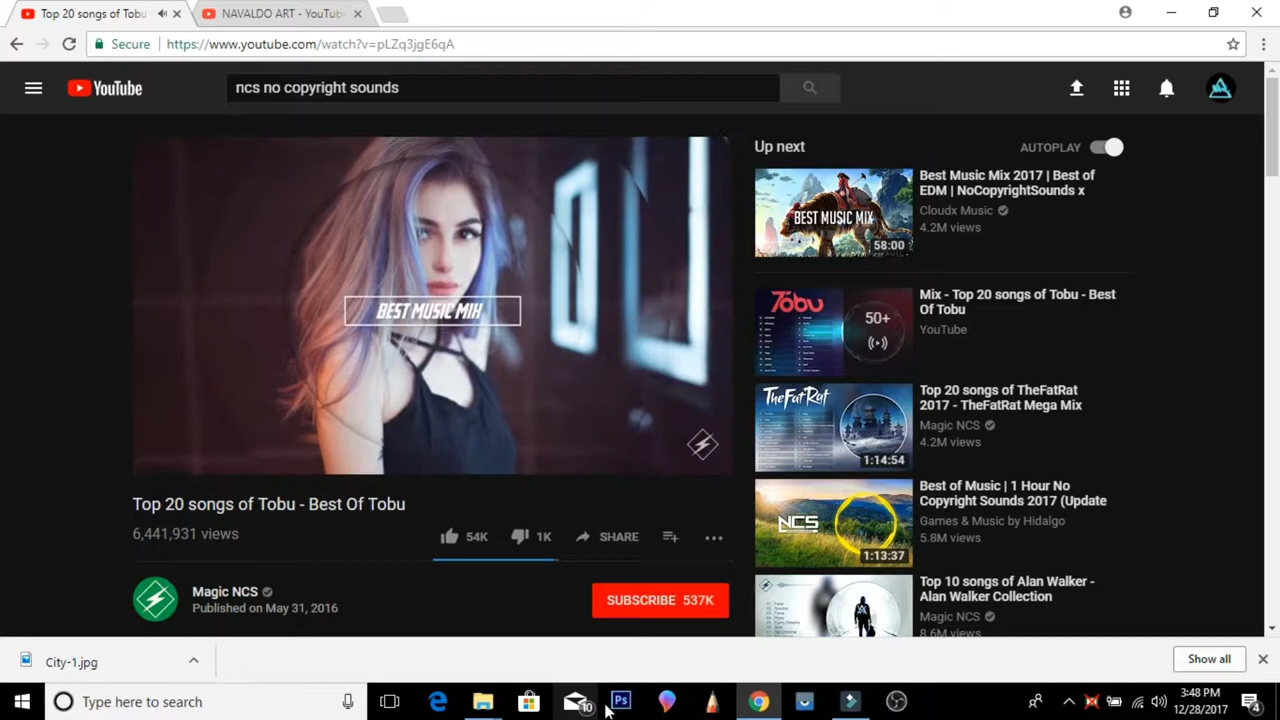 Top 20 songs of Tobu
NAVALDO ART - YouTub
Secure
https://www.youtube.com/watch?v=pLZq3jgE6qA
YouTube
ncs no copyright sounds
BEST MUSIC MIX
Top 20 songs of Tobu - Best Of Tobu
6,441,931 views
54K
1K
SHARE
Magic NCS
Published on May 31, 2016
SUBSCRIBE 537K
Up next
AUTOPLAY
BEST MUSIC MIX
58:00
Best Music Mix 2017 | Best of
EDM | NoCopyrightSounds x
Cloudx Music
4.2M views
Tobu
50+
Mix - Top 20 songs of Tobu - Best
Of Tobu
YouTube
TheFatRat
1:14:54
Top 20 songs of TheFatRat
2017 - TheFatRat Mega Mix
Magic NCS
4.2M views
NCS
1:13:37
Best of Music | 1 Hour No
Copyright Sounds 2017 (Update
Games & Music by Hidalgo
5.8M views
Top 10 songs of Alan Walker -
Alan Walker Collection
Magic NCS
8.6M views
City-1.jpg
Show all
Type here to search
10
Ps
3:48 PM
12/28/2017
4